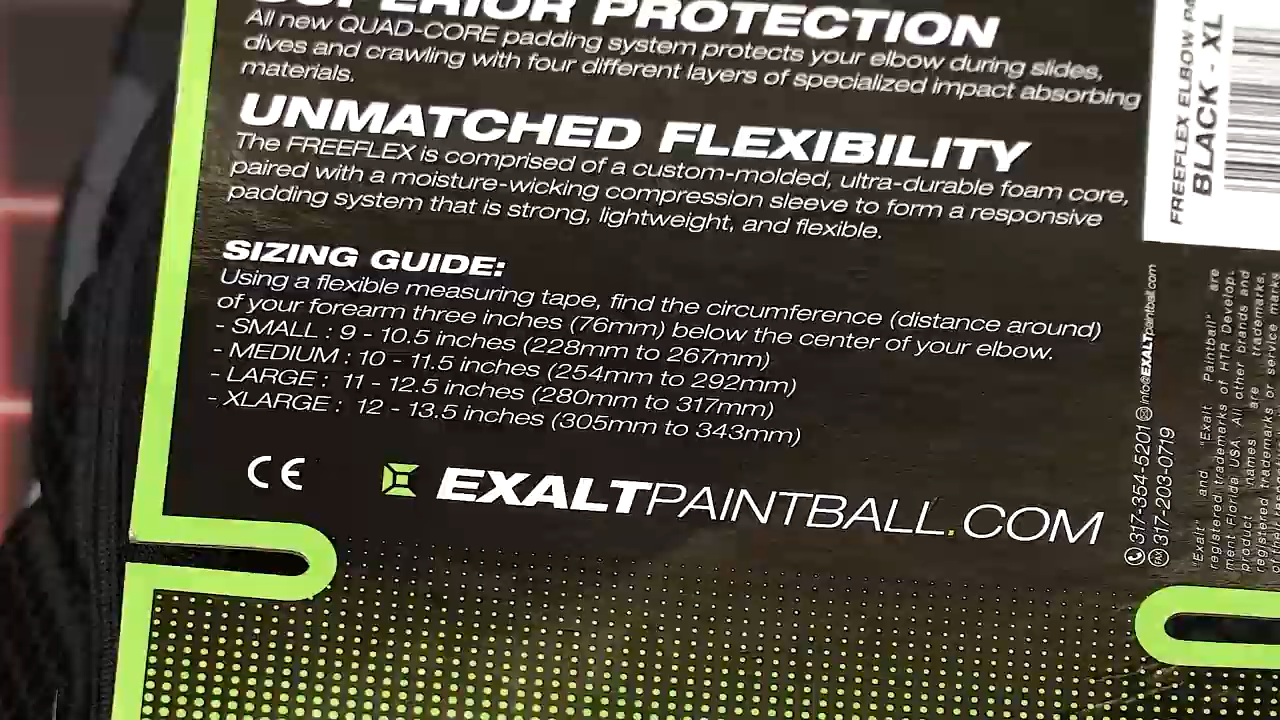 SUPERIOR PROTECTION
All new QUAD-CORE padding system protects your elbow during slides,
dives and crawling with four different layers of specialized impact absorbing
materials.
UNMATCHED FLEXIBILITY
The FREEFLEX is comprised of a custom-molded, ultra-durable foam core,
paired with a moisture-wicking compression sleeve to form a responsive
padding system that is strong, lightweight, and flexible.
SIZING GUIDE:
Using a flexible measuring tape, find the circumference (distance around)
of your forearm three inches (76mm) below the center of your elbow.
- SMALL : 9 - 10.5 inches (228mm to 267mm)
- MEDIUM : 10 - 11.5 inches (254mm to 292mm)
- LARGE : 11 - 12.5 inches (280mm to 317mm)
- XLARGE : 12 - 13.5 inches (305mm to 343mm)
CE
EXALTPAINTBALL.COM
FREEFLEX ELBOW
BLACK - XL
317-354-5201 info@EXALTpaintball.com
317-203-0719
"Exalt" and "Exalt Paintball" are
registered trademarks of HTR Develop-
ment Florida USA. All other brands and
product names are trademarks,
registered trademarks or service marks